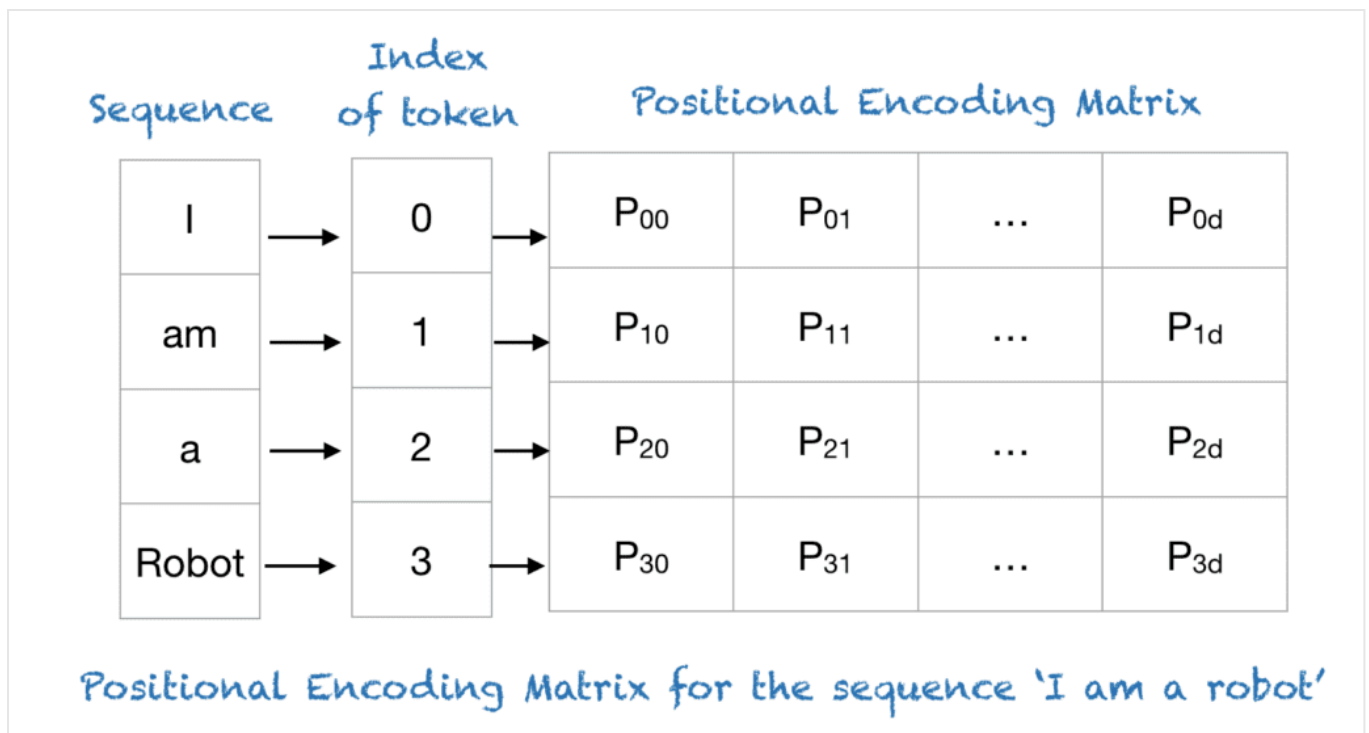 Sequence Index of token Positional Encoding Matrix
I 0 P₀₀ P₀₁ ... P₀d
am 1 P₁₀ P₁₁ ... P₁d
a 2 P₂₀ P₂₁ ... P₂d
Robot 3 P₃₀ P₃₁ ... P₃d
Positional Encoding Matrix for the sequence ‘I am a robot’